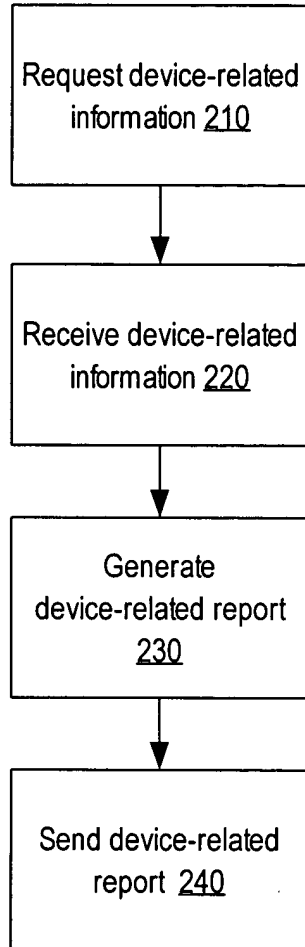 Request device-related
information 210
Receive device-related
information 220
Generate
device-related report
230
Send device-related
report 240